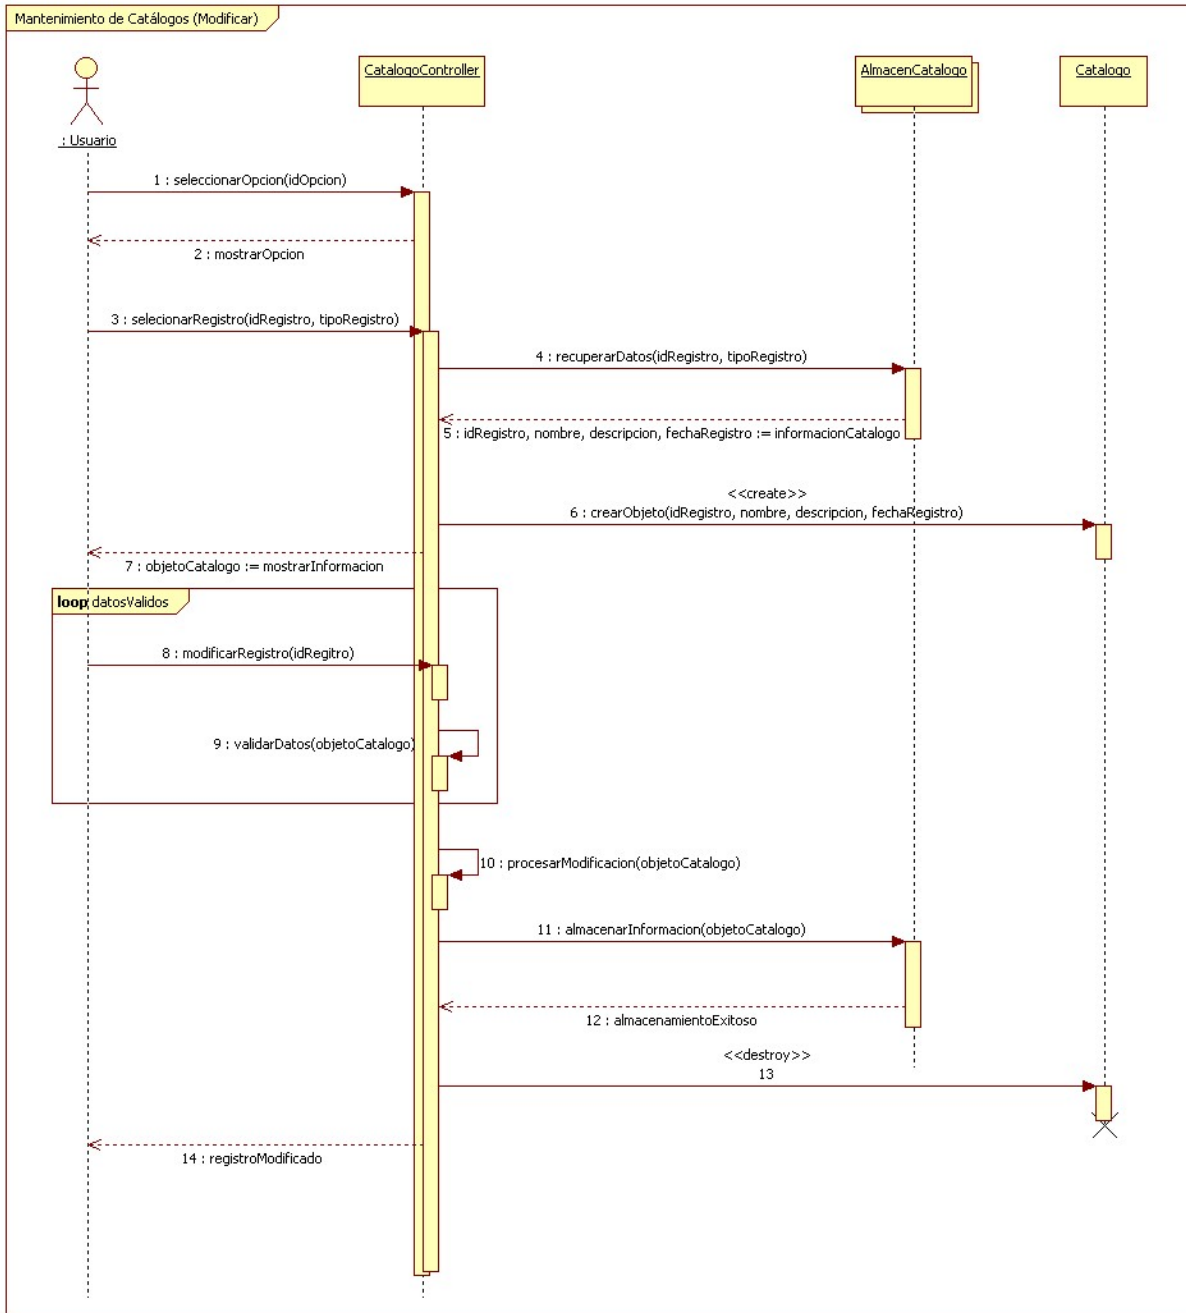 Mantenimiento de Catálogos (Modificar)
CatalogoController
AlmacenCatalogo
Catalogo
: Usuario
1 : seleccionarOpcion(idOpcion)
2 : mostrarOpcion
3 : selecionarRegistro(idRegistro, tipoRegistro)
4 : recuperarDatos(idRegistro, tipoRegistro)
5 : idRegistro, nombre, descripcion, fechaRegistro := informacionCatalogo
<<create>>
6 : crearObjeto(idRegistro, nombre, descripcion, fechaRegistro)
7 : objetoCatalogo := mostrarInformacion
loop datosValidos
8 : modificarRegistro(idRegitro)
9 : validarDatos(objetoCatalogo)
10 : procesarModificacion(objetoCatalogo)
11 : almacenarInformacion(objetoCatalogo)
12 : almacenamientoExitoso
<<destroy>>
13
14 : registroModificado